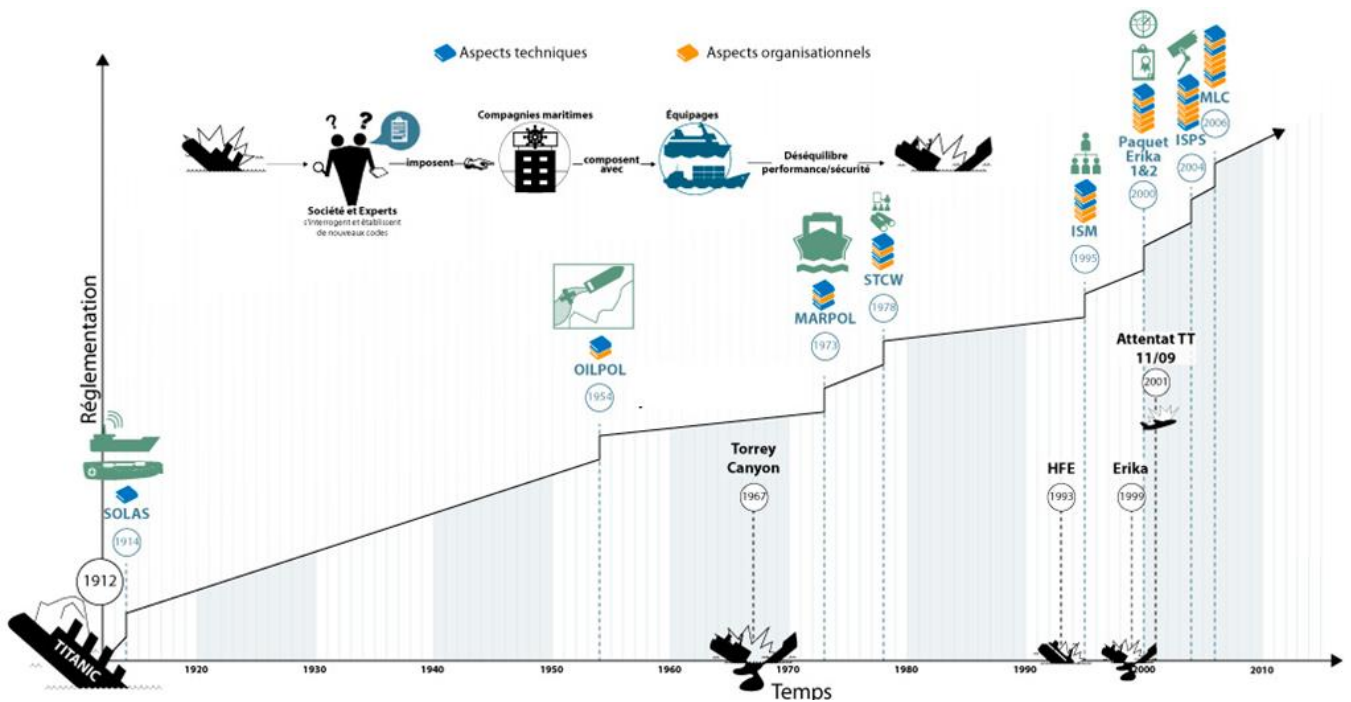 Aspects techniques
Aspects organisationnels
? ?
Société et Experts
s'interrogent et établissent
de nouveaux codes
imposent
Compagnies maritimes
composent
avec
Équipages
Déséquilibre
performance/sécurité
Réglementation
SOLAS
1914
1912
TITANIC
OILPOL
1954
Torrey
Canyon
1967
MARPOL
1973
STCW
1978
HFE
1993
ISM
1995
Erika
1999
Paquet
Erika
1&2
2000
Attentat TT
11/09
2001
ISPS
2004
MLC
2006
1920
1930
1940
1950
1960
1970
1980
1990
2000
2010
Temps